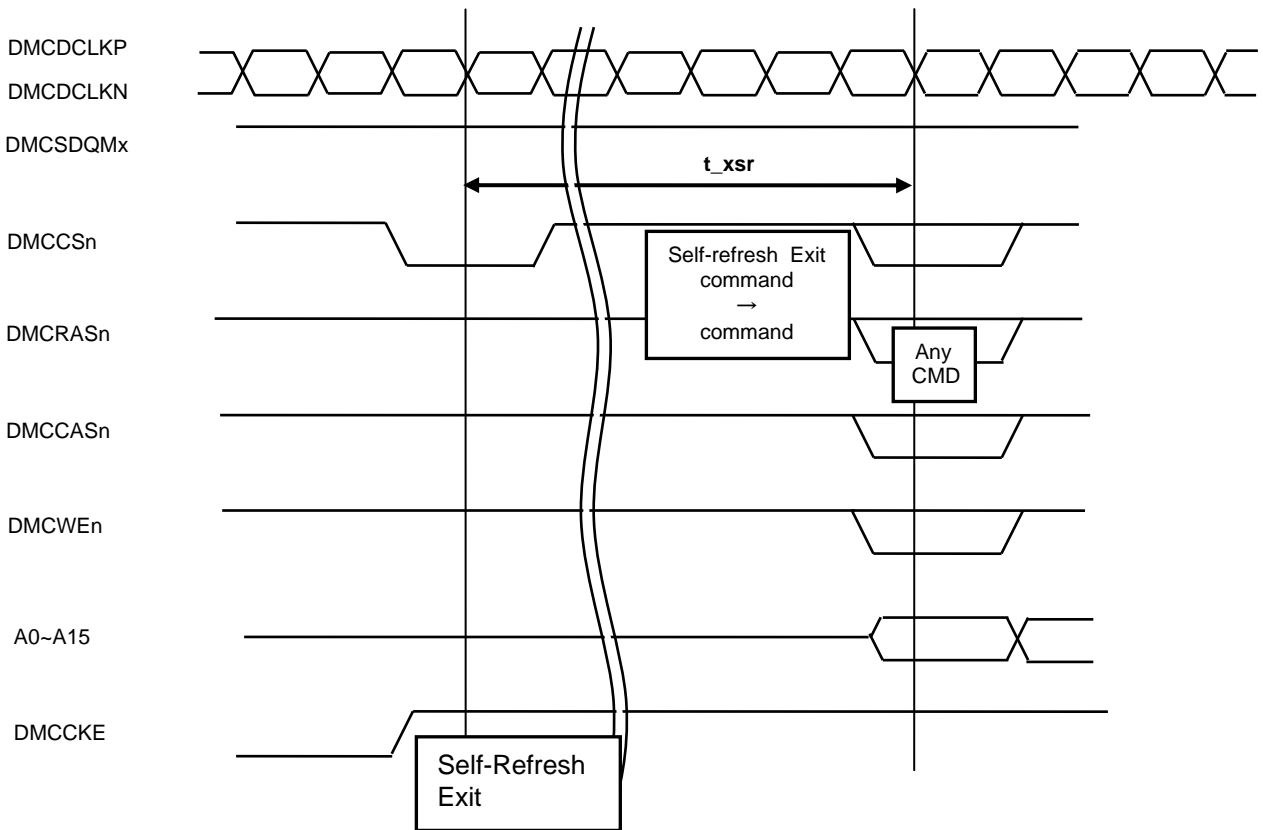 DMCDCLKP
DMCDCLKN
DMCSDQMx
t_xsr
DMCCSn
Self-refresh Exit
command
→
command
DMCRASn
Any
CMD
DMCCASn
DMCWEn
A0~A15
DMCCKE
Self-Refresh
Exit